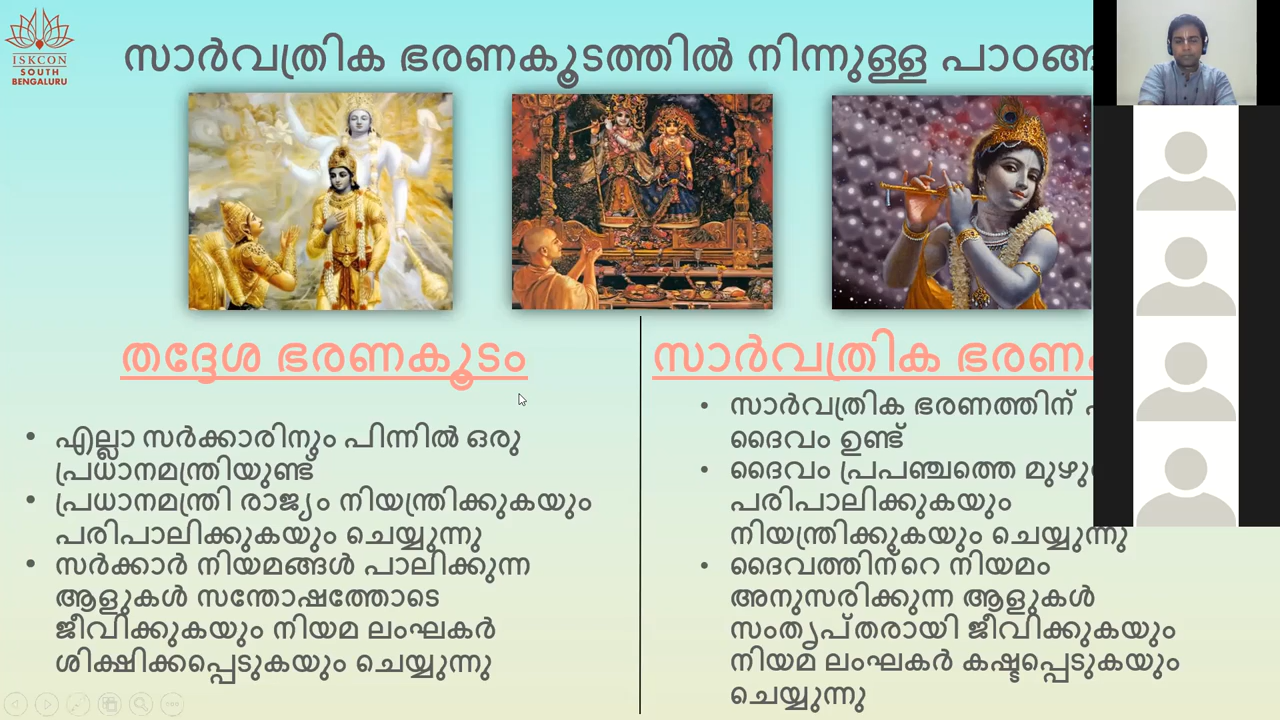 ISKCON
SOUTH
BENGALURU
സാർവത്രിക ഭരണകൂടത്തിൽ നിന്നുള്ള
തദ്ദേശ ഭരണകൂടം
എല്ലാ സർക്കാരിനും പിന്നിൽ ഒരു
പ്രധാനമന്ത്രിയുണ്ട്
പ്രധാനമന്ത്രി രാജ്യം നിയന്ത്രിക്കുകയും
പരിപാലിക്കുകയും ചെയ്യുന്നു
സർക്കാർ നിയമങ്ങൾ പാലിക്കുന്ന
ആളുകൾ സന്തോഷത്തോടെ
ജീവിക്കുകയും നിയമ ലംഘകർ
ശിക്ഷിക്കപ്പെടുകയും ചെയ്യുന്നു
സാർവത്രിക
സാർവത്രിക ഭരണത്തിന്
ദൈവം ഉണ്ട്
ദൈവം പ്രപഞ്ചത്തെ
പരിപാലിക്കുകയും
നിയന്ത്രിക്കുകയും ചെയ്യുന്നു
ദൈവത്തിന്റെ നിയമം
അനുസരിക്കുന്ന ആളുകൾ
സംതൃപ്തരായി ജീവിക്കുകയും
നിയമ ലംഘകർ കഷ്ടപ്പെടുകയും
ചെയ്യുന്നു